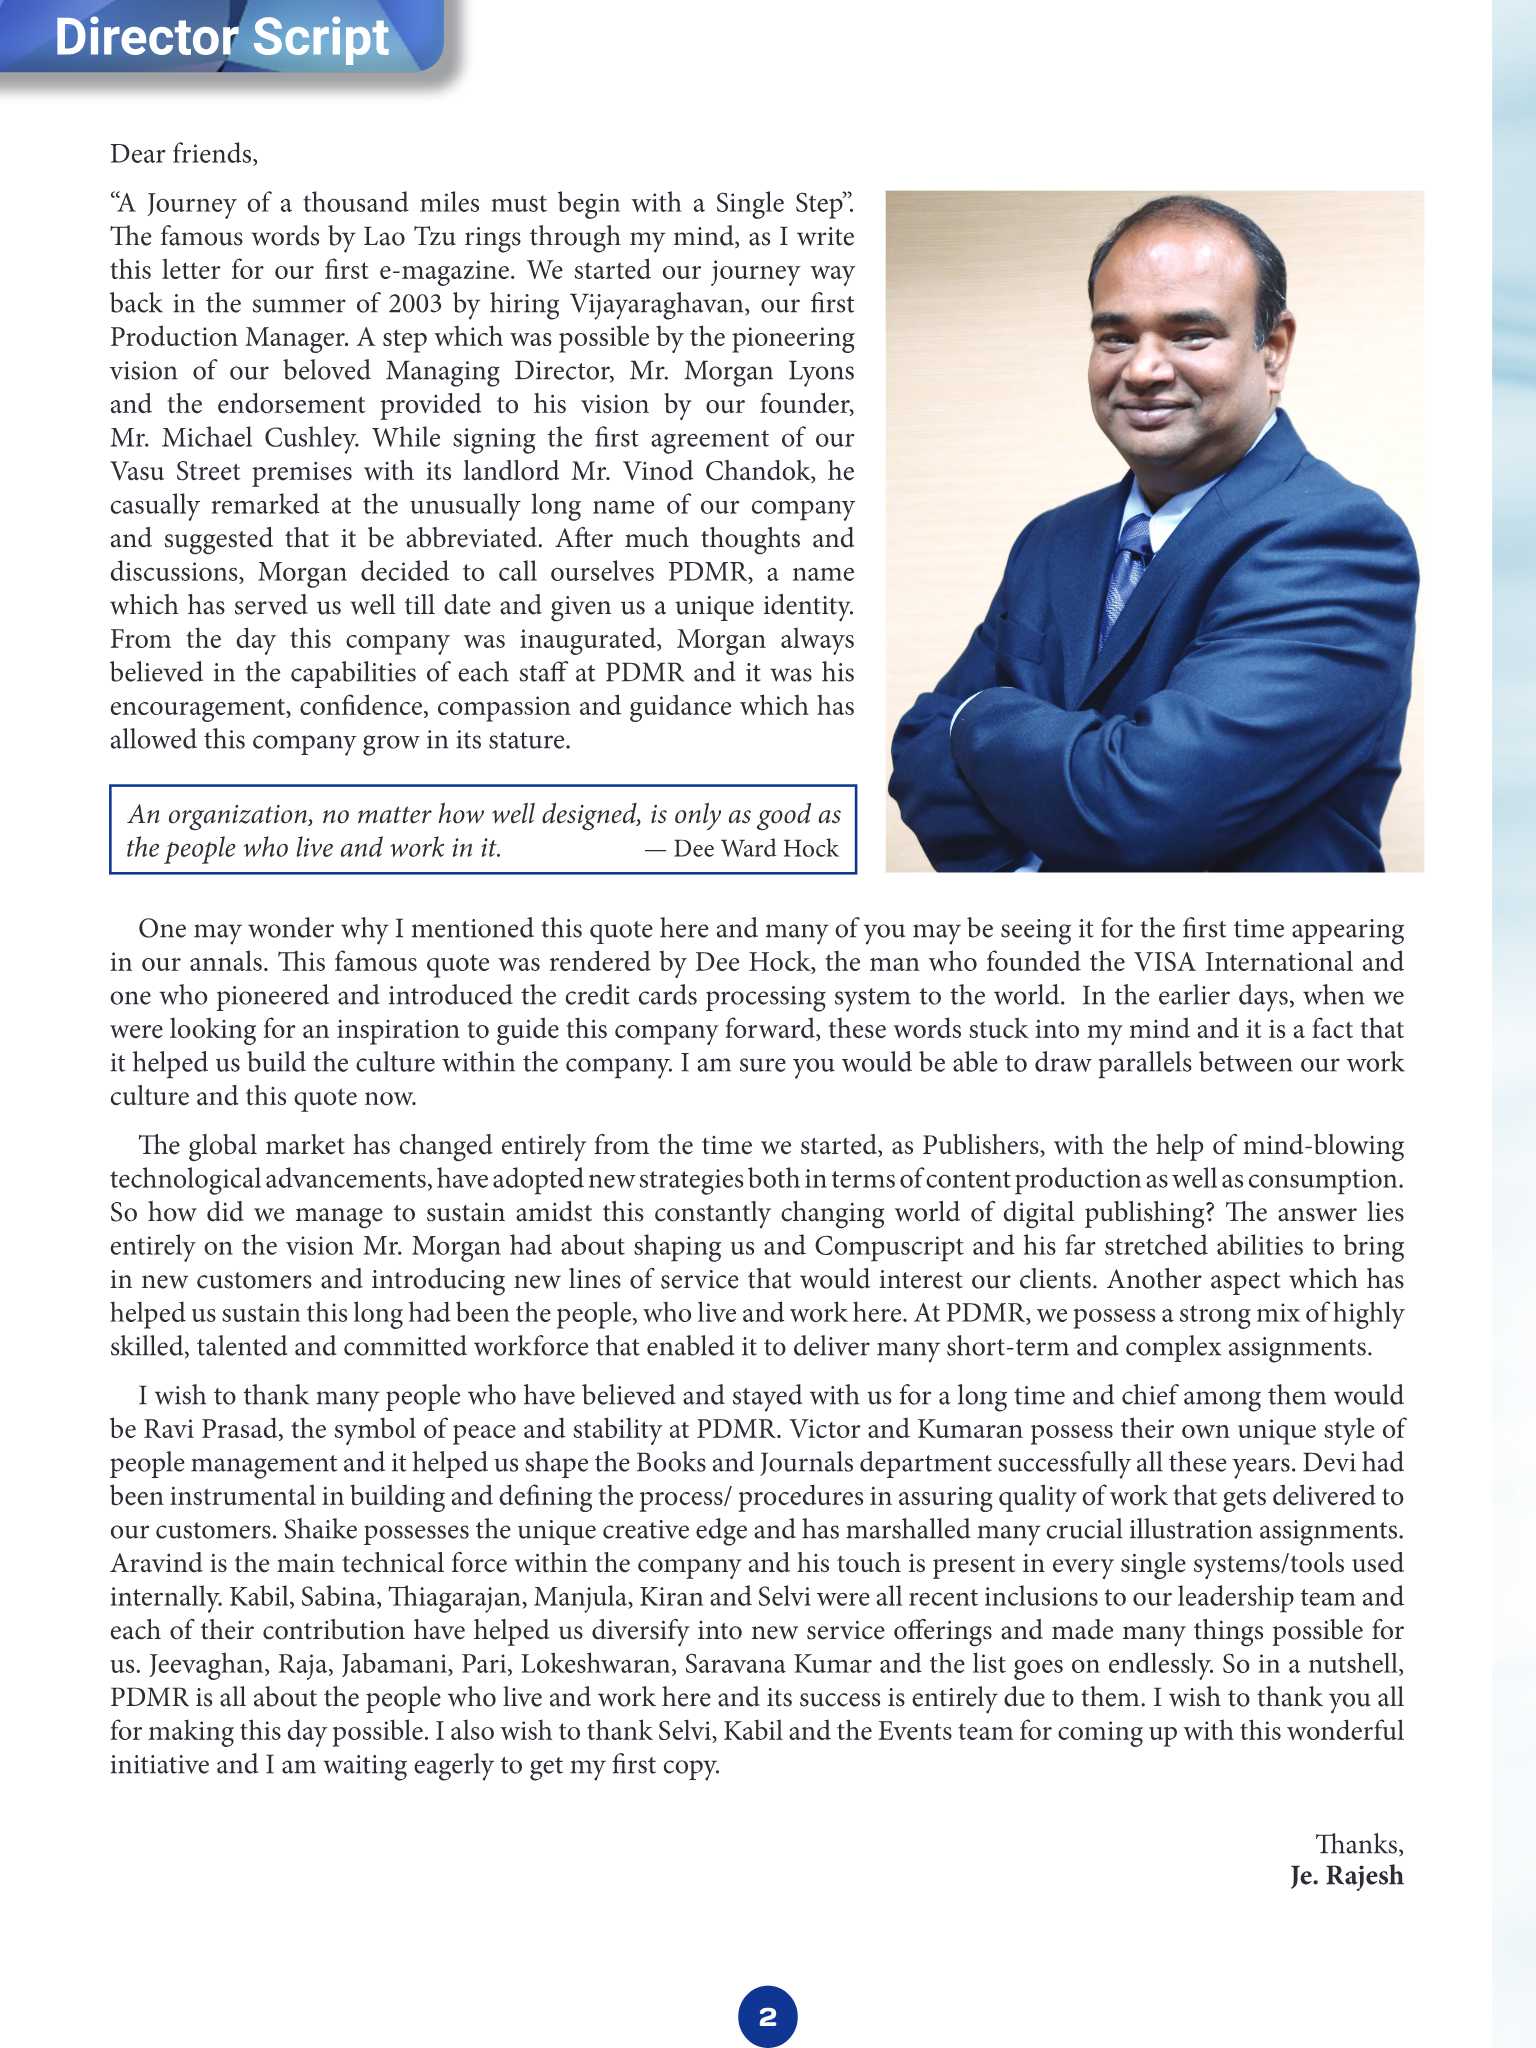 Director Script
Dear friends,
“A Journey of a thousand miles must begin with a Single Step”.
The famous words by Lao Tzu rings through my mind, as I write
this letter for our first e-magazine. We started our journey way
back in the summer of 2003 by hiring Vijayaraghavan, our first
Production Manager. A step which was possible by the pioneering
vision of our beloved Managing Director, Mr. Morgan Lyons
and the endorsement provided to his vision by our founder,
Mr. Michael Cushley. While signing the first agreement of our
Vasu Street premises with its landlord Mr. Vinod Chandok, he
casually remarked at the unusually long name of our company
and suggested that it be abbreviated. After much thoughts and
discussions, Morgan decided to call ourselves PDMR, a name
which has served us well till date and given us a unique identity.
From the day this company was inaugurated, Morgan always
believed in the capabilities of each staff at PDMR and it was his
encouragement, confidence, compassion and guidance which has
allowed this company grow in its stature.
An organization, no matter how well designed, is only as good as
the people who live and work in it. — Dee Ward Hock
One may wonder why I mentioned this quote here and many of you may be seeing it for the first time appearing
in our annals. This famous quote was rendered by Dee Hock, the man who founded the VISA International and
one who pioneered and introduced the credit cards processing system to the world. In the earlier days, when we
were looking for an inspiration to guide this company forward, these words stuck into my mind and it is a fact that
it helped us build the culture within the company. I am sure you would be able to draw parallels between our work
culture and this quote now.
The global market has changed entirely from the time we started, as Publishers, with the help of mind-blowing
technological advancements, have adopted new strategies both in terms of content production as well as consumption.
So how did we manage to sustain amidst this constantly changing world of digital publishing? The answer lies
entirely on the vision Mr. Morgan had about shaping us and Compuscript and his far stretched abilities to bring
in new customers and introducing new lines of service that would interest our clients. Another aspect which has
helped us sustain this long had been the people, who live and work here. At PDMR, we possess a strong mix of highly
skilled, talented and committed workforce that enabled it to deliver many short-term and complex assignments.
I wish to thank many people who have believed and stayed with us for a long time and chief among them would
be Ravi Prasad, the symbol of peace and stability at PDMR. Victor and Kumaran possess their own unique style of
people management and it helped us shape the Books and Journals department successfully all these years. Devi had
been instrumental in building and defining the process/ procedures in assuring quality of work that gets delivered to
our customers. Shaike possesses the unique creative edge and has marshalled many crucial illustration assignments.
Aravind is the main technical force within the company and his touch is present in every single systems/tools used
internally. Kabil, Sabina, Thiagarajan, Manjula, Kiran and Selvi were all recent inclusions to our leadership team and
each of their contribution have helped us diversify into new service offerings and made many things possible for
us. Jeevaghan, Raja, Jabamani, Pari, Lokeshwaran, Saravana Kumar and the list goes on endlessly. So in a nutshell,
PDMR is all about the people who live and work here and its success is entirely due to them. I wish to thank you all
for making this day possible. I also wish to thank Selvi, Kabil and the Events team for coming up with this wonderful
initiative and I am waiting eagerly to get my first copy.
Thanks,
Je. Rajesh
2